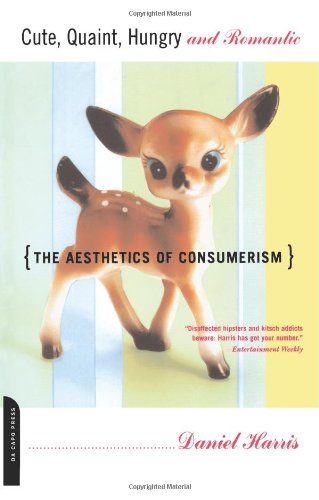 Cute, Quaint, Hungry and Romantic
{THE AESTHETICS OF CONSUMERISM}
"Disaffected hipsters and kitsch addicts
beware: Harris has got your number."
Entertainment Weekly
DA CAPO PRESS
Daniel Harris